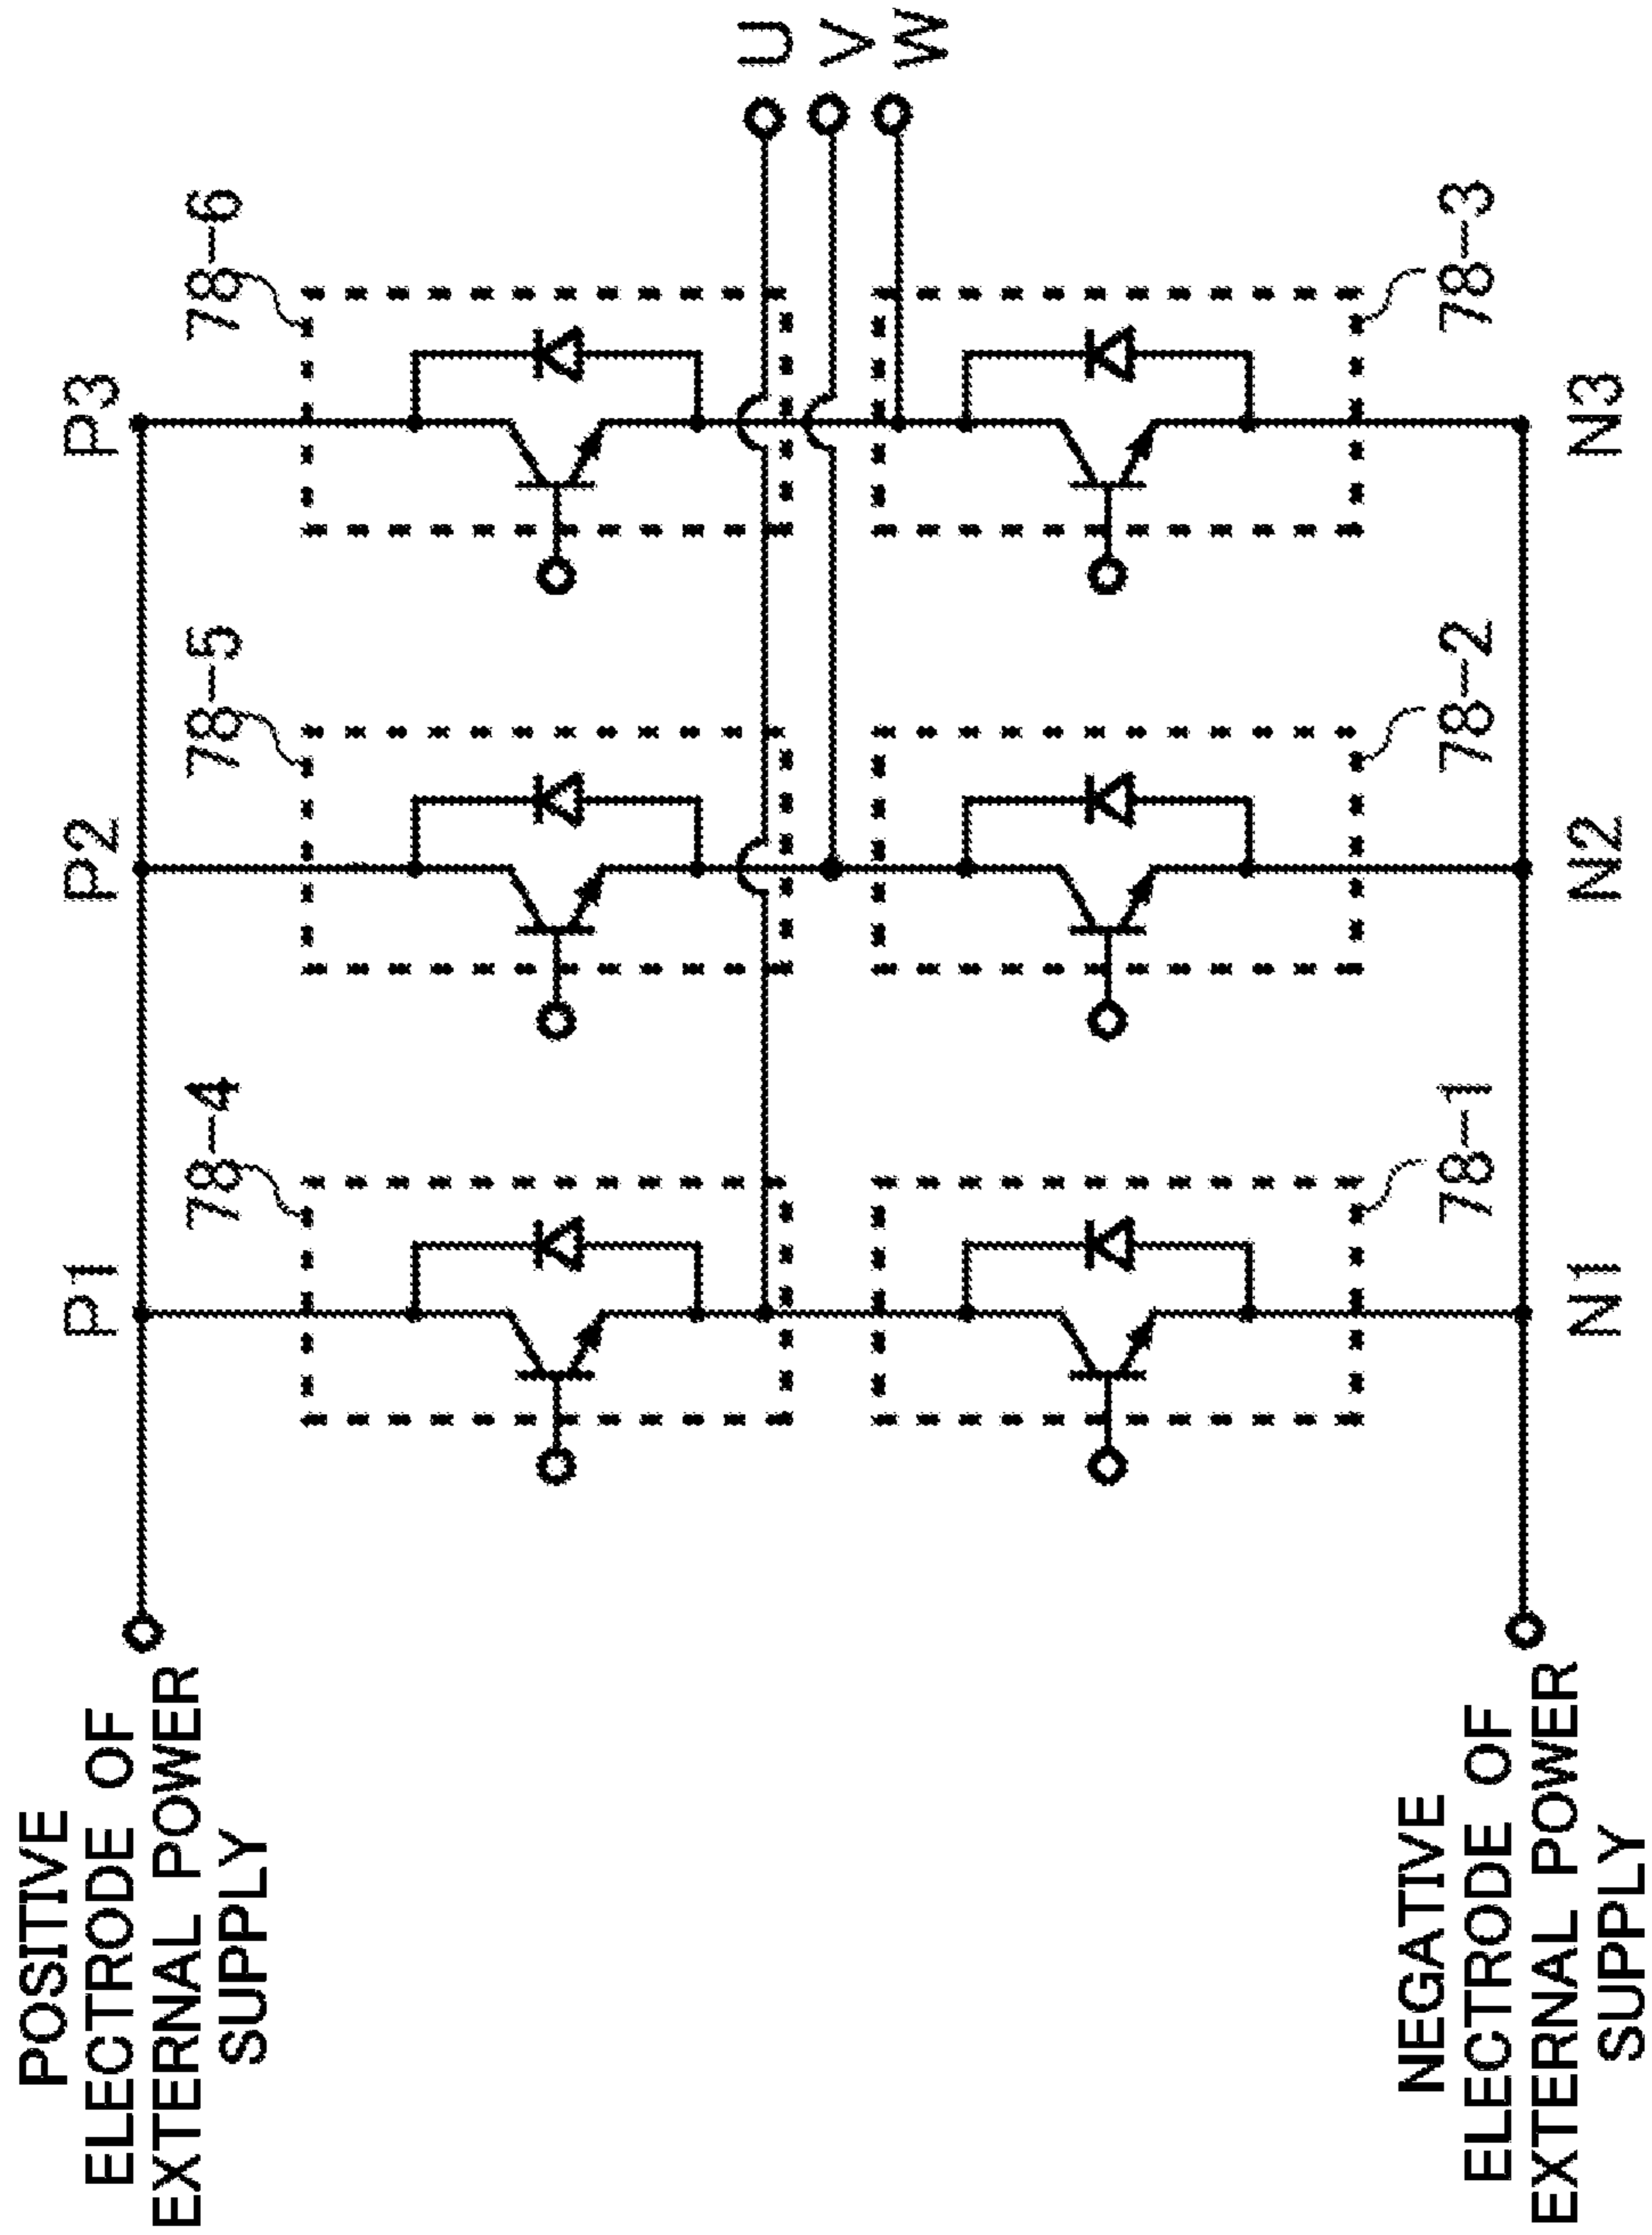 POSITIVE
ELECTRODE OF
EXTERNAL POWER
SUPPLY
P1
P2
P3
78-4
78-5
78-6
U
V
W
78-1
78-2
78-3
N1
N2
N3
NEGATIVE
ELECTRODE OF
EXTERNAL POWER
SUPPLY